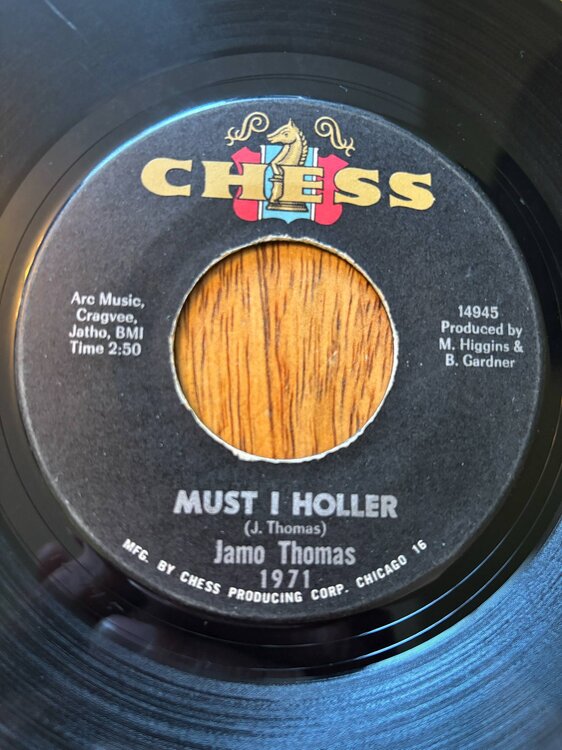 CHESS
Arc Music,
Cragvee,
Jatho, BMI
Time 2:50
14945
Produced by
M. Higgins &
B. Gardner
MUST I HOLLER
(J. Thomas)
Jamo Thomas
1971
MFG. BY CHESS PRODUCING CORP. CHICAGO 16